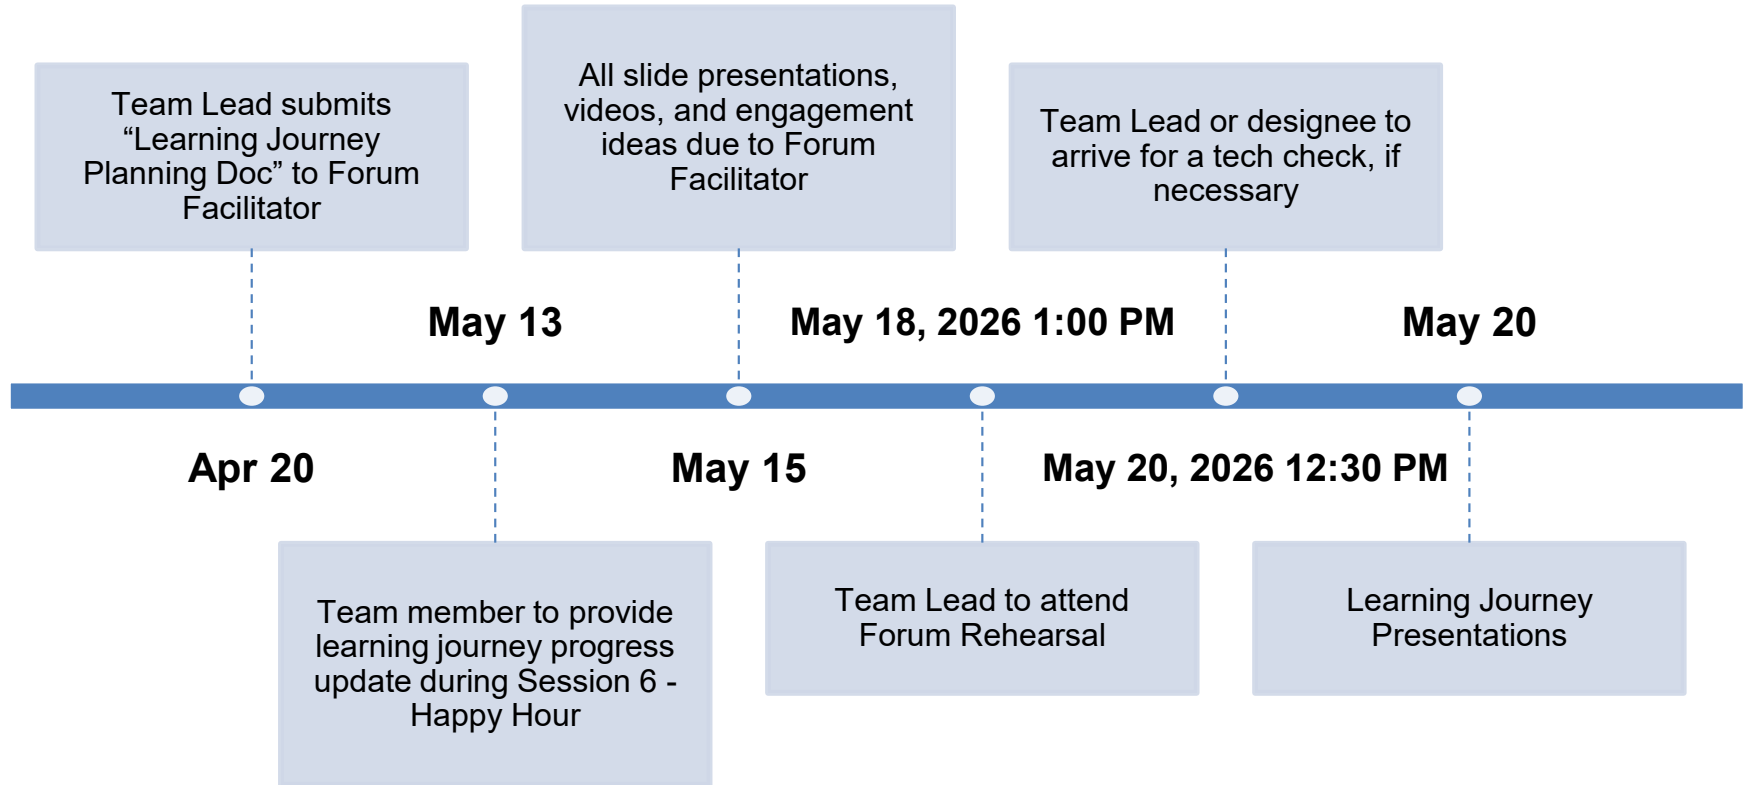 Team Lead submits
“Learning Journey
Planning Doc” to Forum
Facilitator
All slide presentations,
videos, and engagement
ideas due to Forum
Facilitator
Team Lead or designee to
arrive for a tech check, if
necessary
May 13
May 18, 2026 1:00 PM
May 20
Apr 20
May 15
May 20, 2026 12:30 PM
Team member to provide
learning journey progress
update during Session 6 -
Happy Hour
Team Lead to attend
Forum Rehearsal
Learning Journey
Presentations